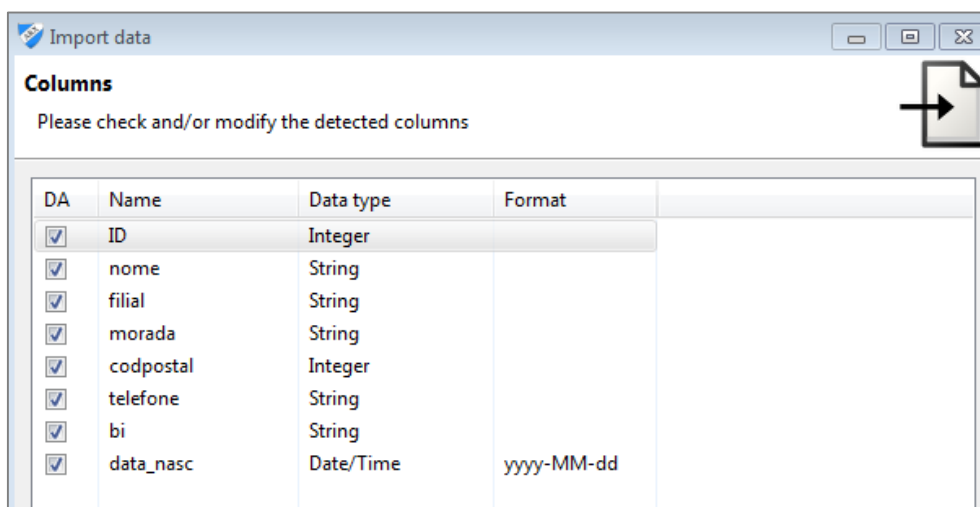 Import data
Columns
Please check and/or modify the detected columns
DA Name Data type Format
ID Integer
nome String
filial String
morada String
codpostal Integer
telefone String
bi String
data_nasc Date/Time yyyy-MM-dd